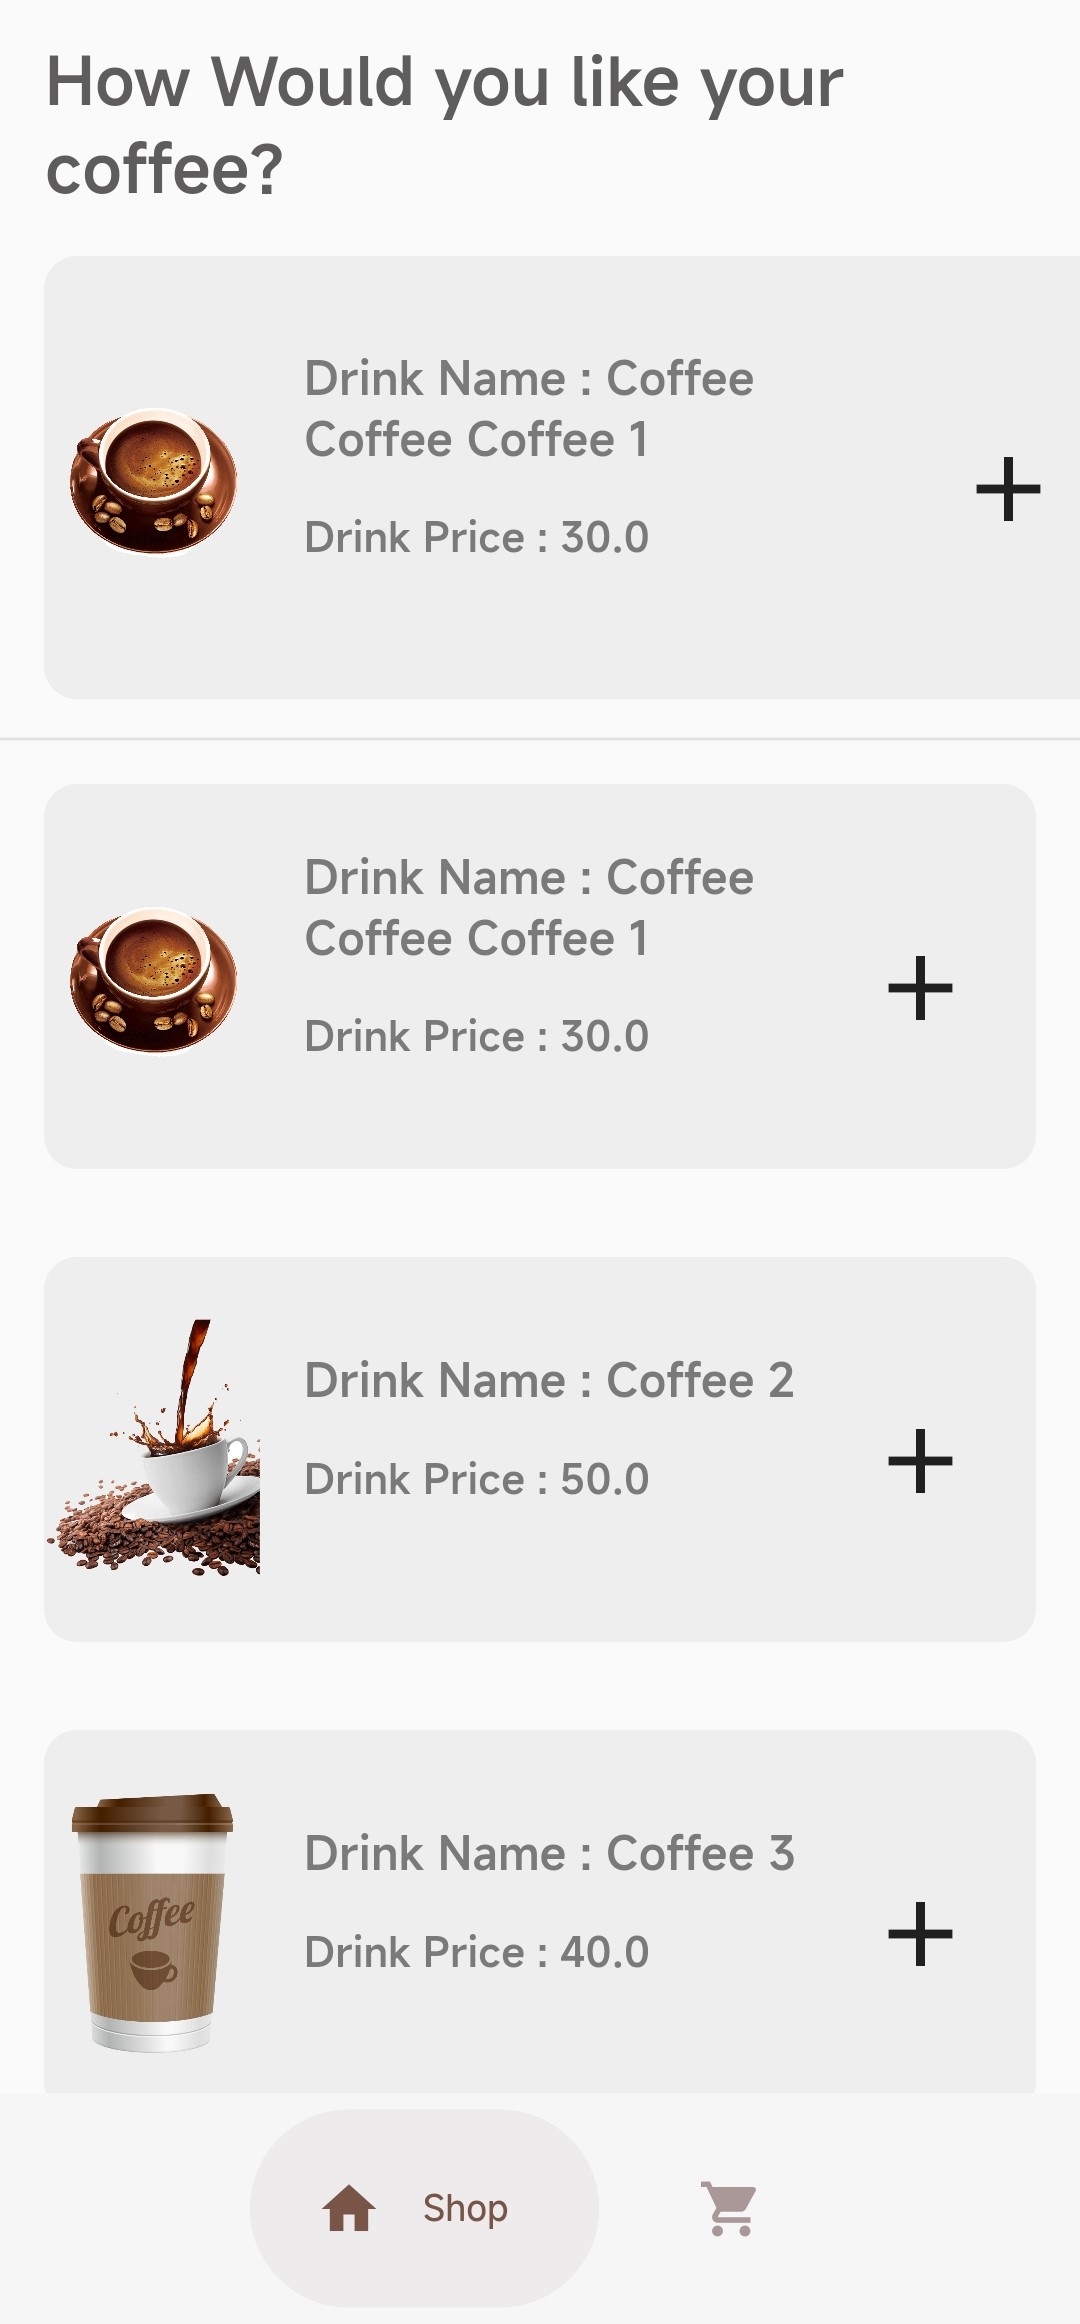 How Would you like your
coffee?
Drink Name : Coffee
Coffee Coffee 1
Drink Price : 30.0
Drink Name : Coffee
Coffee Coffee 1
Drink Price : 30.0
Drink Name : Coffee 2
Drink Price : 50.0
Coffee
Drink Name : Coffee 3
Drink Price : 40.0
Shop